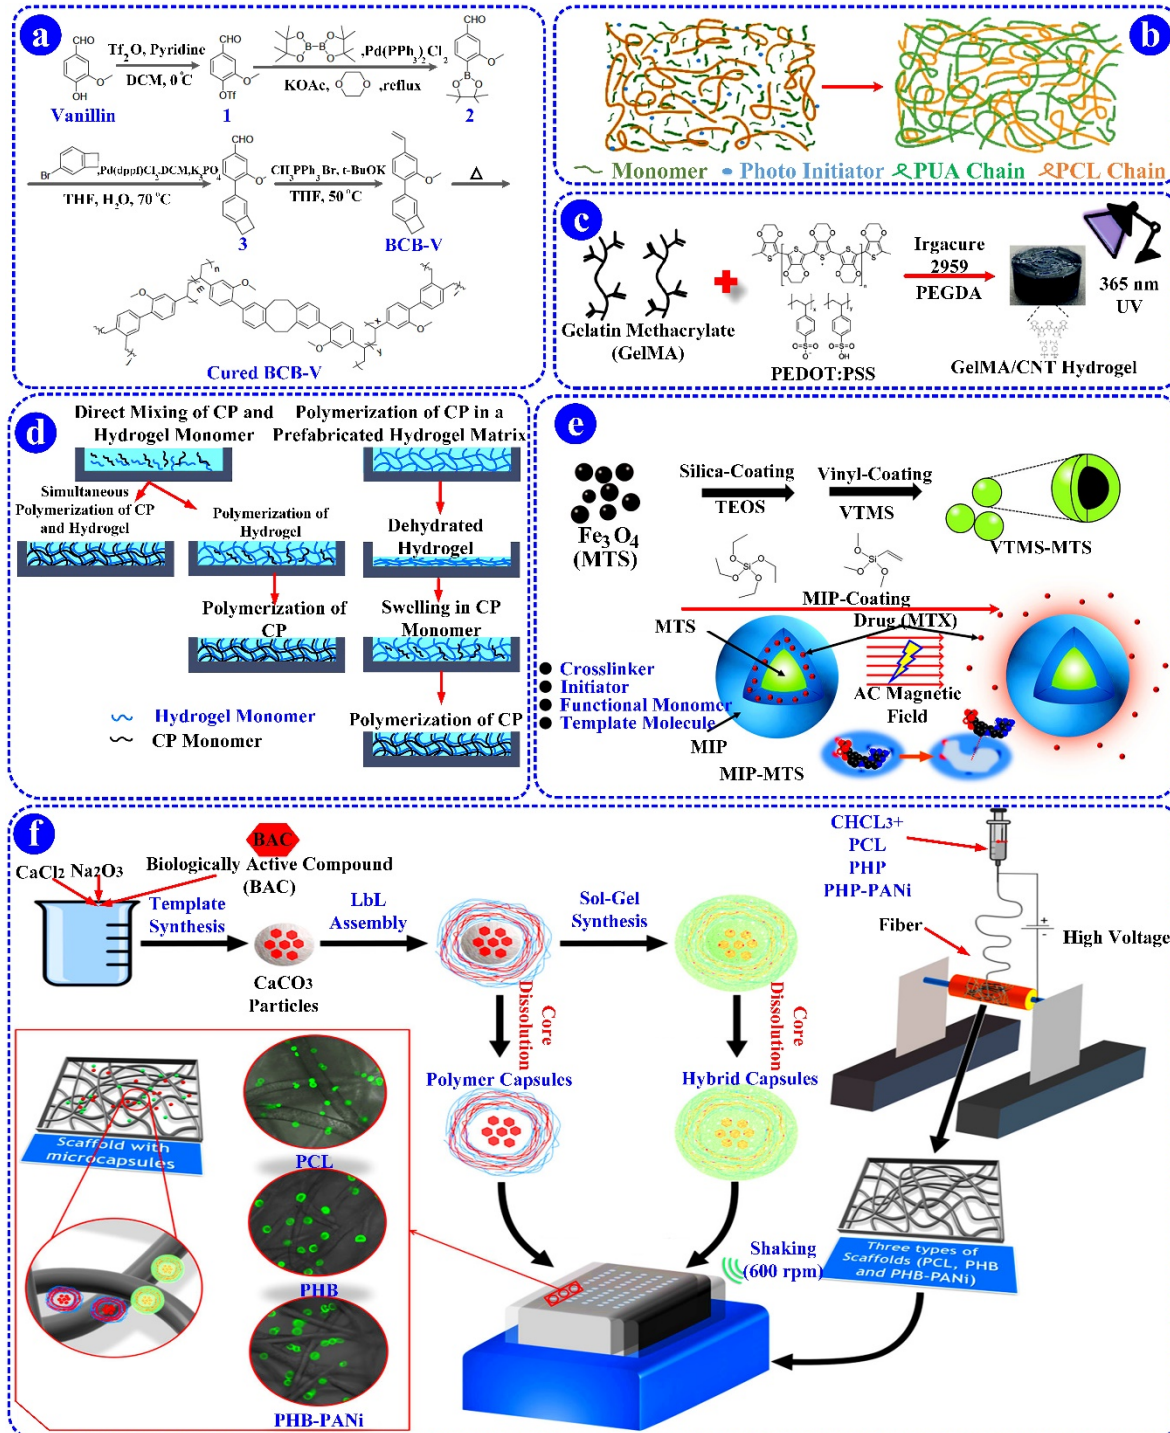 a
CHO
O
OH
Vanillin
Tf2O, Pyridine
DCM, 0°C
CHO
O
OTf
1
,Pd(PPh3)2Cl2
KOAc, ,reflux
CHO
O
2
Br
,Pd(dppf)Cl2,DCM,K3PO4
THF, H2O, 70 °C
CHO
O
3
CH3PPh3Br, t-BuOK
THF, 50 °C
O
BCB-V
Δ
Cured BCB-V
b
Monomer
Photo Initiator
PUA Chain
PCL Chain
c
Gelatin Methacrylate
(GelMA)
PEDOT:PSS
Irgacure
2959
PEGDA
365 nm
UV
GelMA/CNT Hydrogel
d
Direct Mixing of CP and
Hydrogel Monomer
Simultaneous
Polymerization of CP
and Hydrogel
Polymerization of
Hydrogel
Polymerization of
CP
Polymerization of CP in a
Prefabricated Hydrogel Matrix
Dehydrated
Hydrogel
Swelling in CP
Monomer
Polymerization of CP
Hydrogel Monomer
CP Monomer
e
Fe3O4
(MTS)
Silica-Coating
TEOS
Vinyl-Coating
VTMS
VTMS-MTS
MIP-Coating
Drug (MTX)
MTS
Crosslinker
Initiator
Functional Monomer
Template Molecule
MIP
MIP-MTS
AC Magnetic
Field
f
CaCl2 Na2O3
BAC
Biologically Active Compound
(BAC)
Template
Synthesis
CaCO3
Particles
LbL
Assembly
Sol-Gel
Synthesis
Core
Dissolution
Core
Dissolution
Polymer Capsules
Hybrid Capsules
CHCL3+
PCL
PHP
PHP-PANi
Fiber
+
-
High Voltage
Scaffold with
microcapsules
PCL
PHB
PHB-PANi
Shaking
(600 rpm)
Three types of
Scaffolds (PCL, PHB
and PHB-PANi)